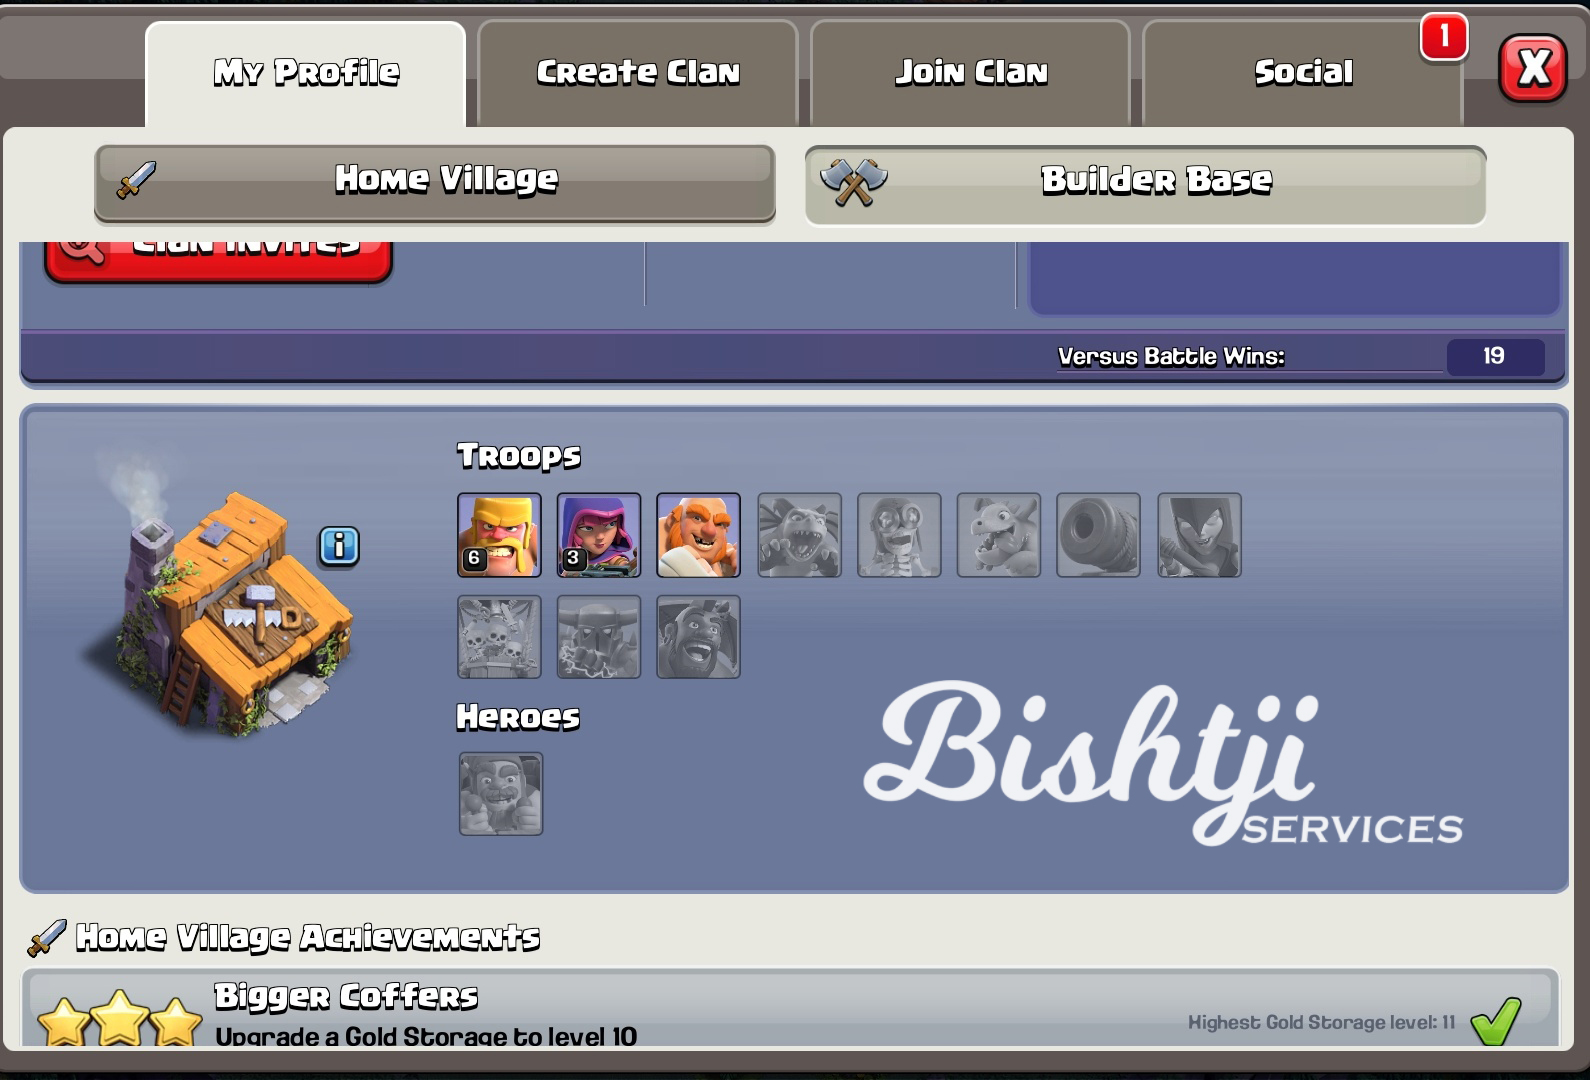 My Profile
Create Clan
Join Clan
Social
1
X
Home Village
Builder Base
Clan Invites
Versus Battle Wins:
19
Troops
6
3
i
Heroes
Bishtji
SERVICES
Home Village Achievements
Bigger Coffers
Upgrade a Gold Storage to level 10
Highest Gold Storage level: 11